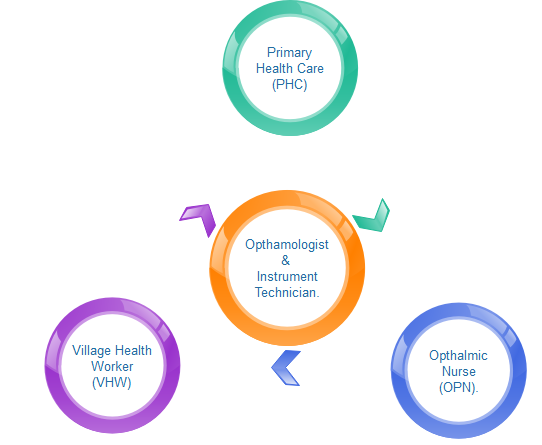 Primary
Health Care
(PHC)
Opthamologist
&
Instrument
Technician.
Village Health
Worker
(VHW)
Opthalmic
Nurse
(OPN).